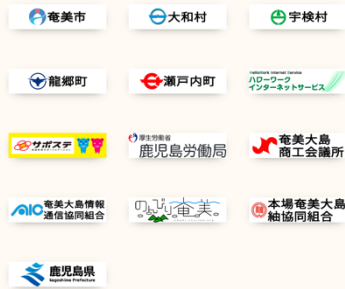 奄美市
大和村
宇検村
龍郷町
瀬戸内町
HelloWork Internet Service
ハローワーク
インターネットサービス
サポステ
厚生労働省
鹿児島労働局
奄美大島
商工会議所
AIO
奄美大島情報
通信協同組合
のんびり奄美。
本場奄美大島
紬協同組合
鹿児島県
Kagoshima Prefecture